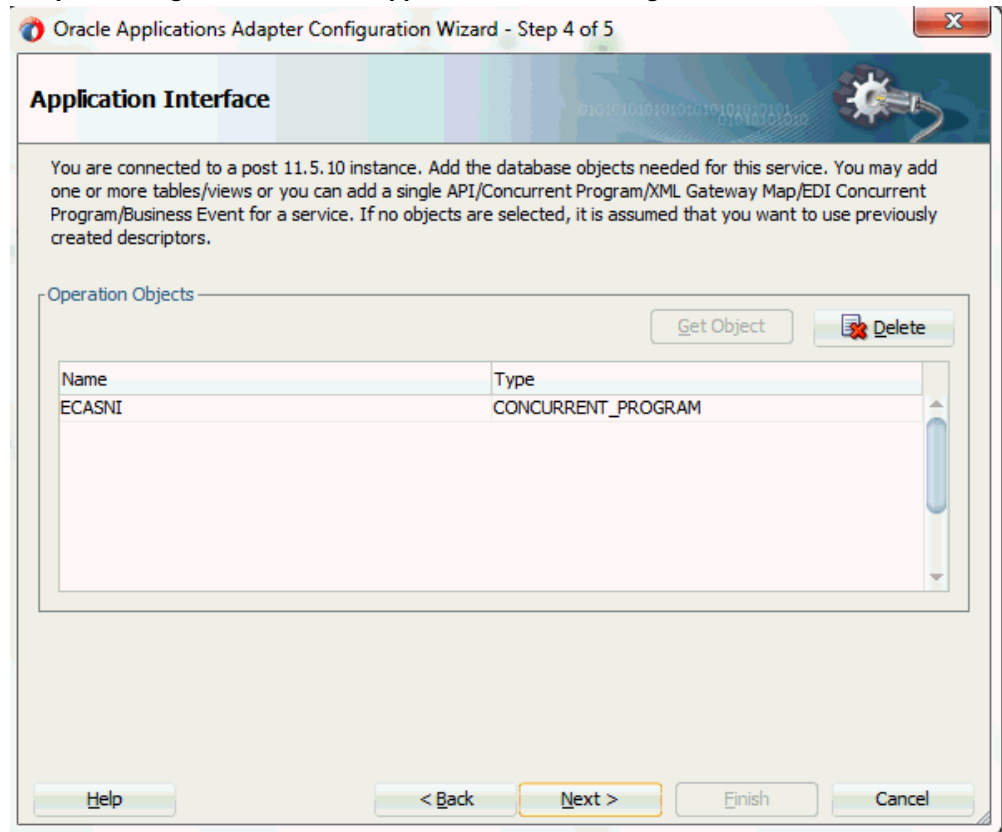 Oracle Applications Adapter Configuration Wizard - Step 4 of 5
Application Interface
You are connected to a post 11.5.10 instance. Add the database objects needed for this service. You may add
one or more tables/views or you can add a single API/Concurrent Program/XML Gateway Map/EDI Concurrent
Program/Business Event for a service. If no objects are selected, it is assumed that you want to use previously
created descriptors.
Operation Objects
Get Object Delete
Name Type
ECASNI CONCURRENT_PROGRAM
Help < Back Next > Finish Cancel